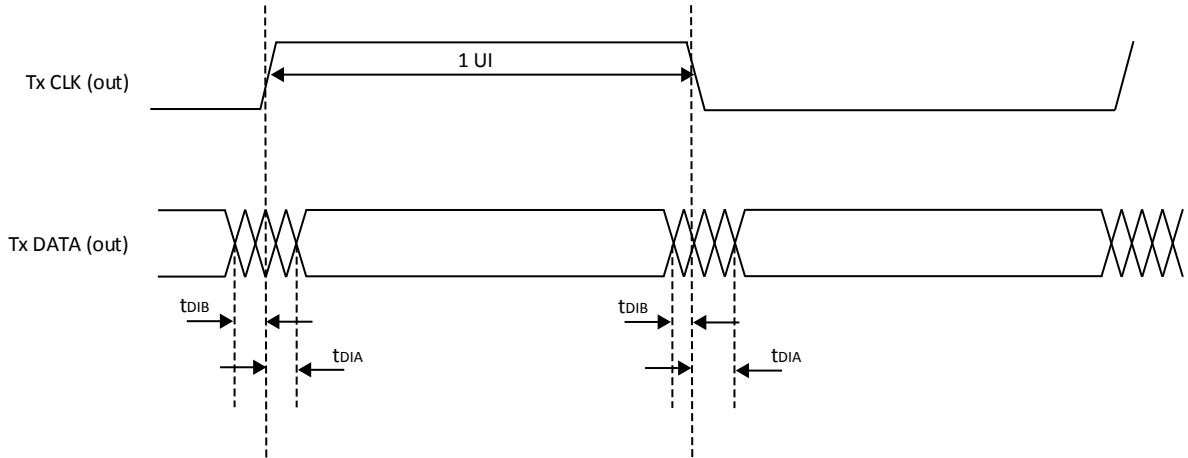 1 UI
Tx CLK (out)
Tx DATA (out)
tDIB
tDIB
tDIA
tDIA